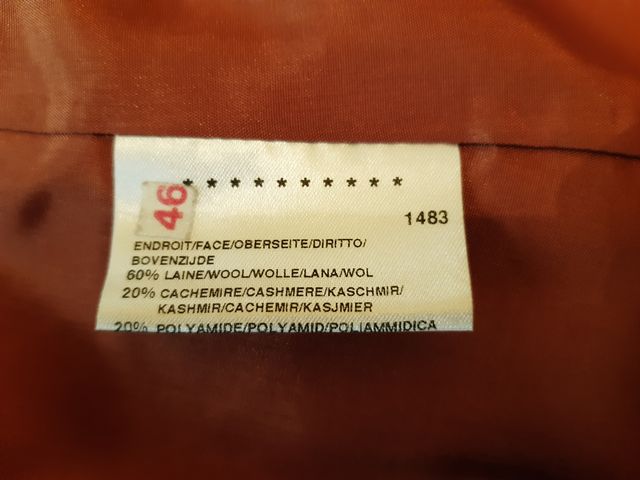 * * * * * * * * * *
46
1483
ENDROIT/FACE/OBERSEITE/DIRITTO/
BOVENZIJDE
60% LAINE/WOOL/WOLLE/LANA/WOL
20% CACHEMIRE/CASHMERE/KASCHMIR/
KASHMIR/CACHEMIR/KASJMIER
20% POLYAMIDE/POLYAMID/POLIAMMIDICA